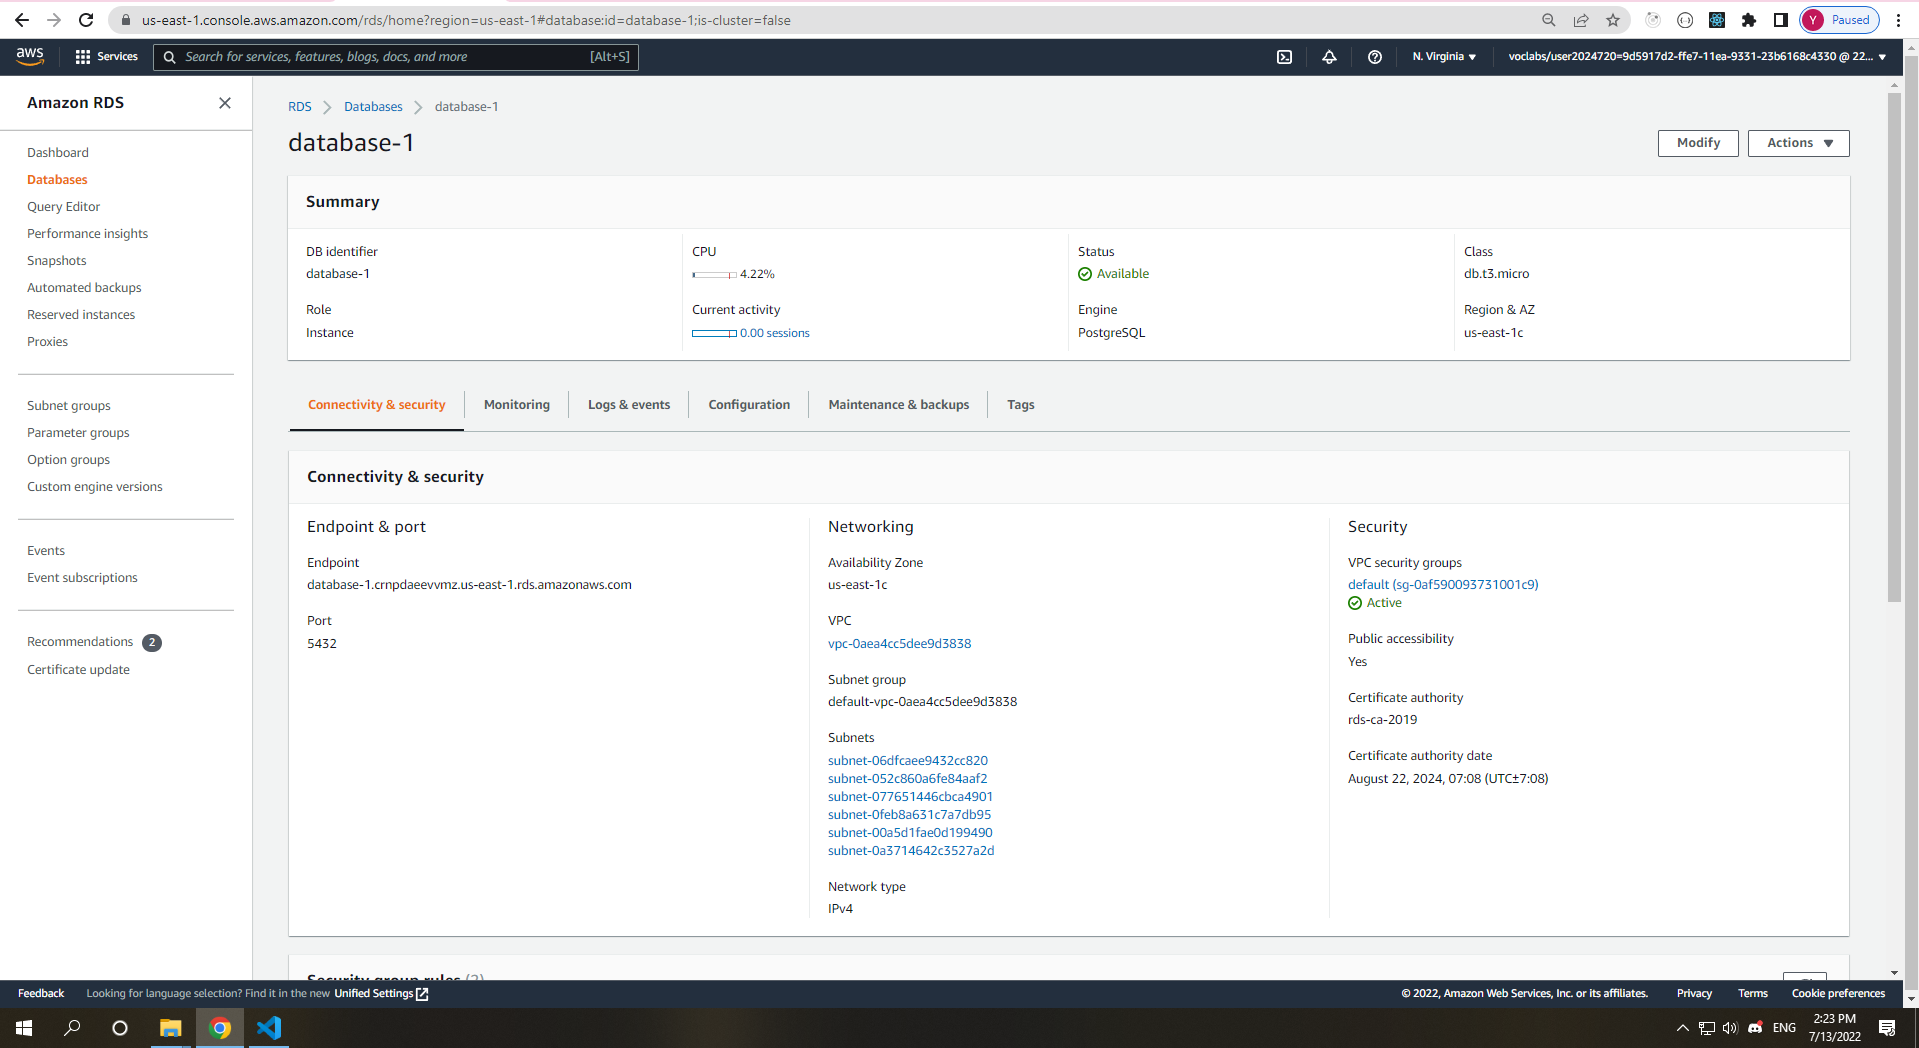 us-east-1.console.aws.amazon.com/rds/home?region=us-east-1#database:id=database-1;is-cluster=false
Y Paused
aws
Services
Search for services, features, blogs, docs, and more [Alt+S]
N. Virginia ▼
voclabs/user2024720=9d5917d2-ffe7-11ea-9331-23b6168c4330 @ 22... ▼
Amazon RDS
Dashboard
Databases
Query Editor
Performance insights
Snapshots
Automated backups
Reserved instances
Proxies
Subnet groups
Parameter groups
Option groups
Custom engine versions
Events
Event subscriptions
Recommendations 2
Certificate update
RDS > Databases > database-1
database-1
Modify
Actions ▼
Summary
DB identifier
database-1
CPU
4.22%
Status
Available
Class
db.t3.micro
Role
Instance
Current activity
0.00 sessions
Engine
PostgreSQL
Region & AZ
us-east-1c
Connectivity & security
Monitoring
Logs & events
Configuration
Maintenance & backups
Tags
Connectivity & security
Endpoint & port
Endpoint
database-1.crnpdaeevvmz.us-east-1.rds.amazonaws.com
Port
5432
Networking
Availability Zone
us-east-1c
VPC
vpc-0aea4cc5dee9d3838
Subnet group
default-vpc-0aea4cc5dee9d3838
Subnets
subnet-06dfcaee9432cc820
subnet-052c860a6fe84aaf2
subnet-077651446cbca4901
subnet-0feb8a631c7a7db95
subnet-00a5d1fae0d199490
subnet-0a3714642c3527a2d
Network type
IPv4
Security
VPC security groups
default (sg-0af590093731001c9)
Active
Public accessibility
Yes
Certificate authority
rds-ca-2019
Certificate authority date
August 22, 2024, 07:08 (UTC±7:08)
Security group rules
Feedback
Looking for language selection? Find it in the new Unified Settings
© 2022, Amazon Web Services, Inc. or its affiliates.
Privacy
Terms
Cookie preferences
ENG
2:23 PM
7/13/2022